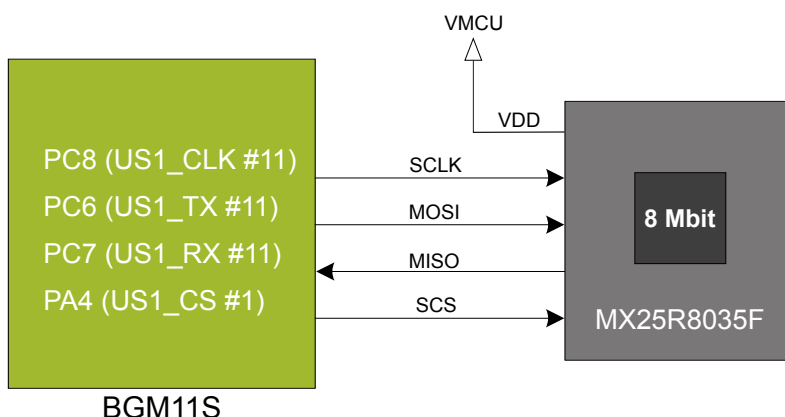 VMCU
VDD
PC8 (US1_CLK #11)
PC6 (US1_TX #11)
PC7 (US1_RX #11)
PA4 (US1_CS #1)
SCLK
MOSI
MISO
SCS
8 Mbit
MX25R8035F
BGM11S